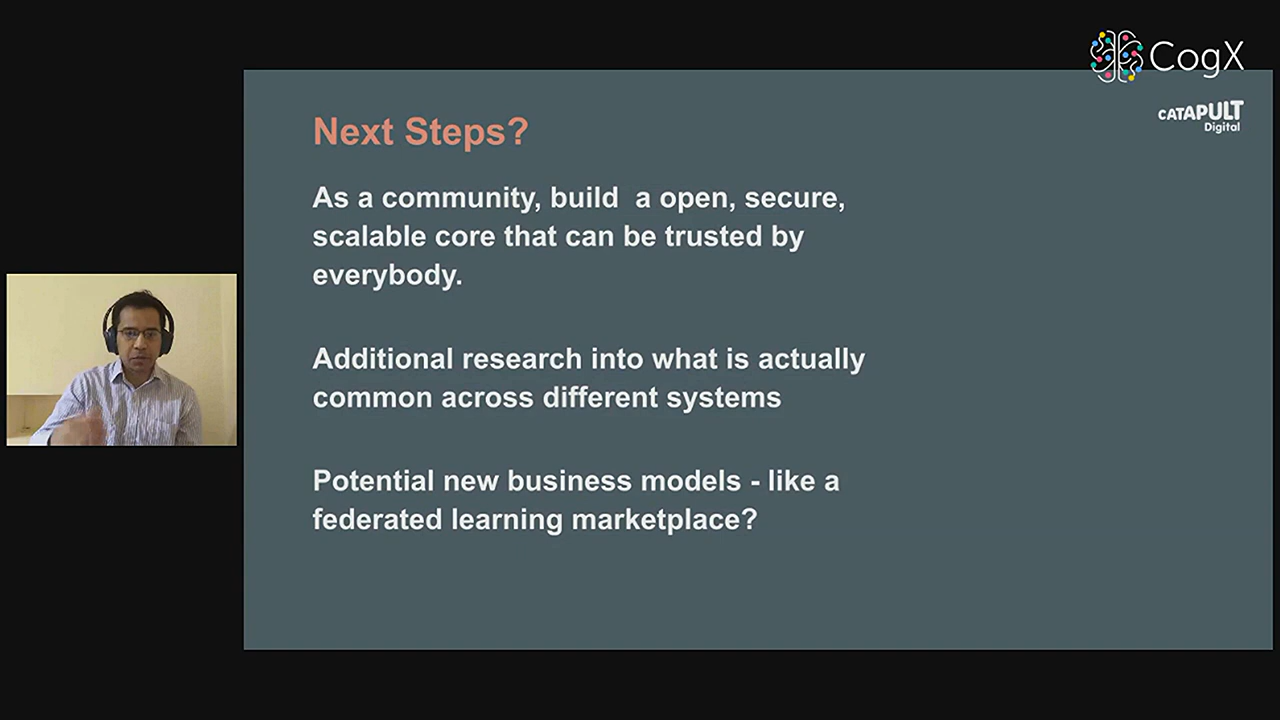 CogX
CATAPULT
Digital
Next Steps?
As a community, build  a open, secure,
scalable core that can be trusted by
everybody.
Additional research into what is actually
common across different systems
Potential new business models - like a
federated learning marketplace?